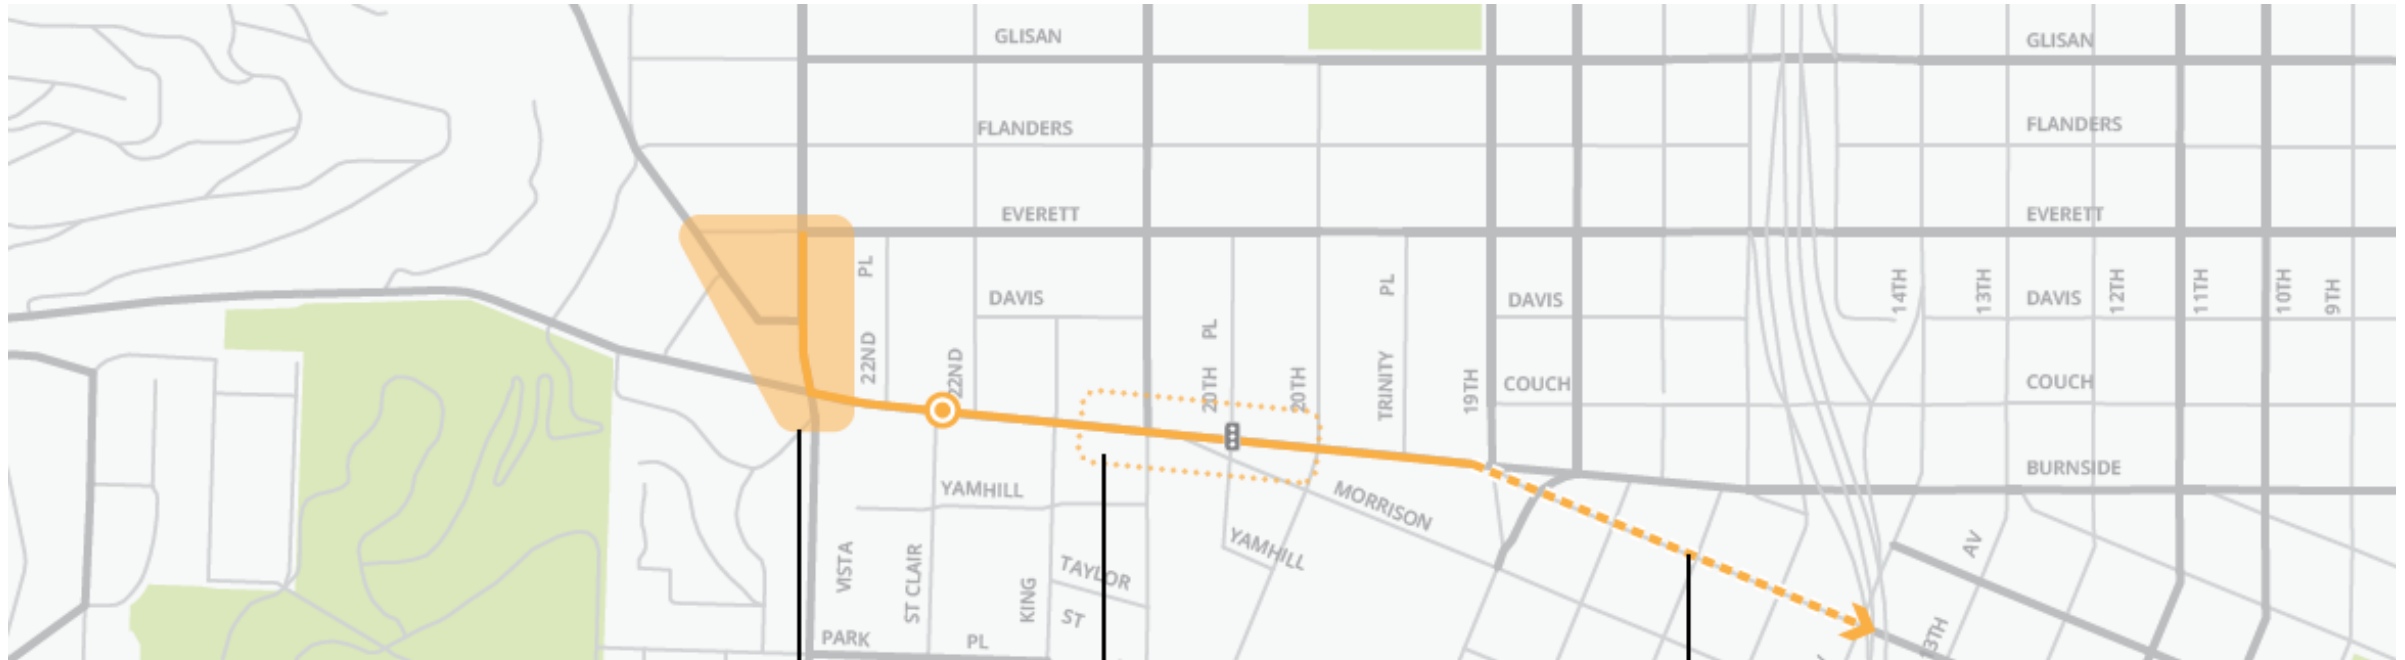 GLISAN
GLISAN
FLANDERS
FLANDERS
EVERETT
EVERETT
22ND PL
DAVIS
TRINITY PL
DAVIS
14TH
13TH
DAVIS
12TH
11TH
10TH
9TH
22ND
20TH PL
20TH
19TH
COUCH
COUCH
BURNSIDE
YAMHILL
MORRISON
YAMHILL
VISTA
ST CLAIR
KING
TAYLOR
ST
AV
13TH
PARK PL